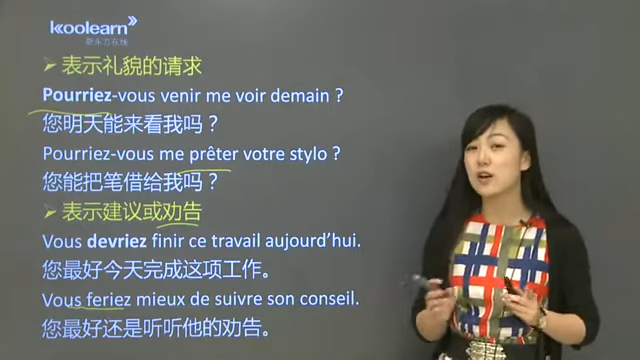 koolearn
新东方在线
表示礼貌的请求
Pourriez-vous venir me voir demain ?
您明天能来看我吗？
Pourriez-vous me prêter votre stylo ?
您能把笔借给我吗？
表示建议或劝告
Vous devriez finir ce travail aujourd’hui.
您最好今天完成这项工作。
Vous feriez mieux de suivre son conseil.
您最好还是听听他的劝告。